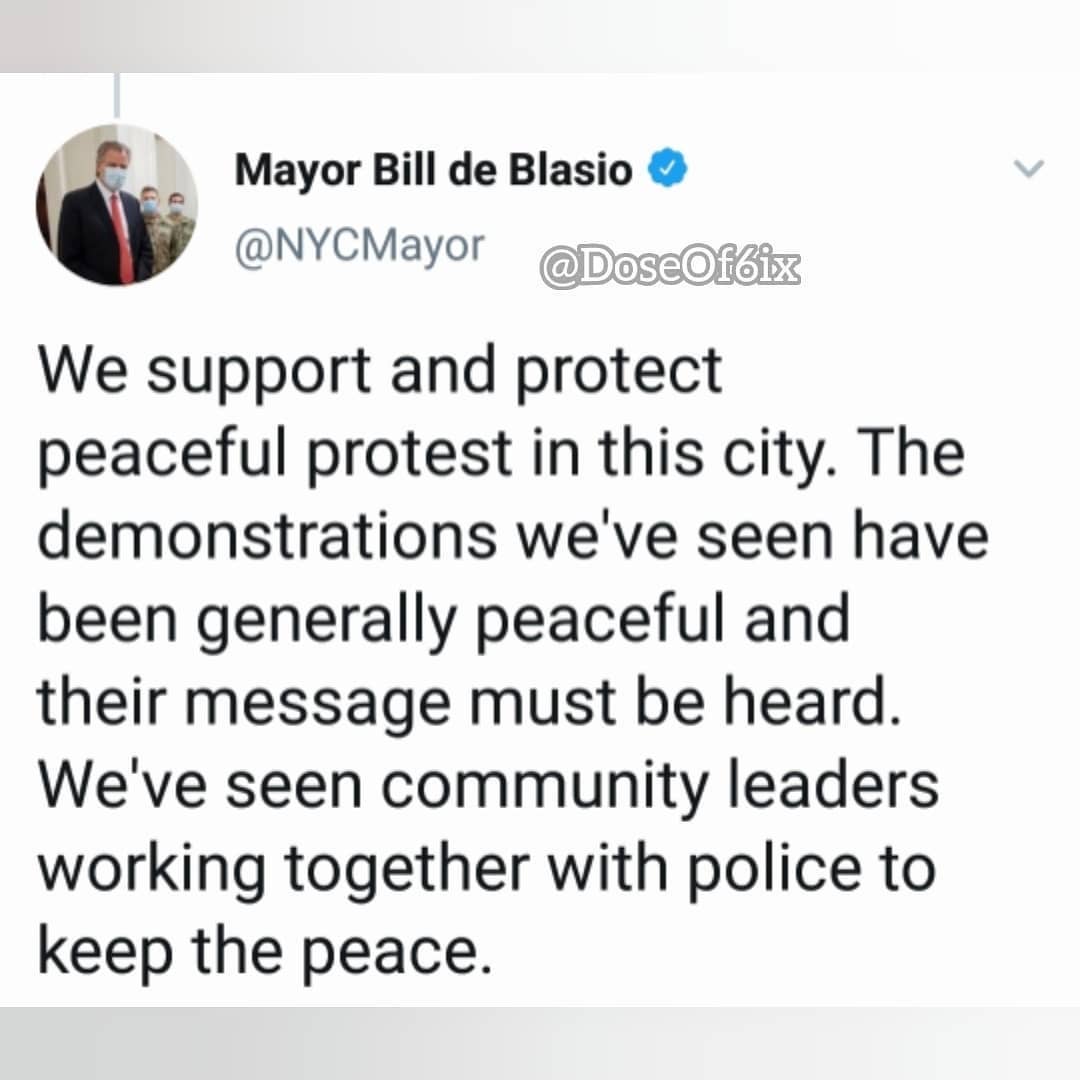 Mayor Bill de Blasio
@NYCMayor
@DoseOf6ix
We support and protect
peaceful protest in this city. The
demonstrations we've seen have
been generally peaceful and
their message must be heard.
We've seen community leaders
working together with police to
keep the peace.